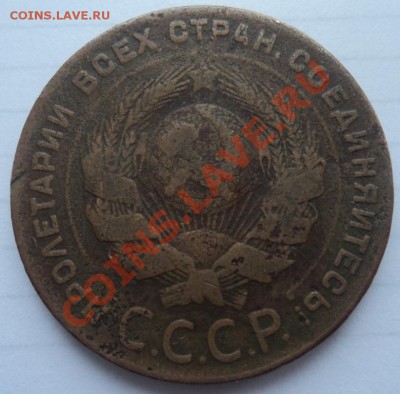 COINS.LAVE.RU
ПРОЛЕТАРИИ ВСЕХ СТРАН, СОЕДИНЯЙТЕСЬ!
С.С.С.Р.
COINS.LAVE.RU